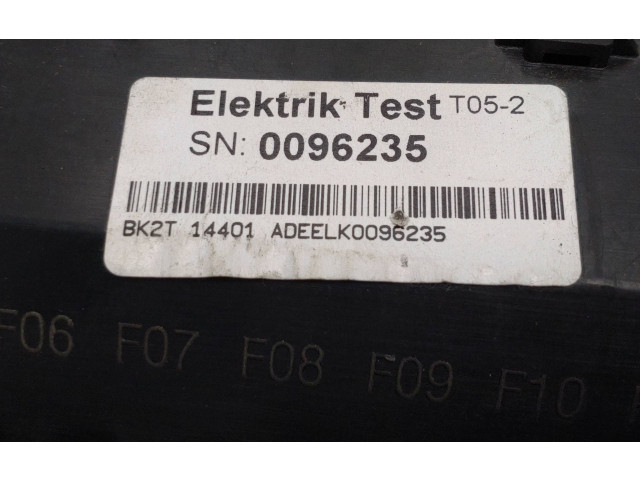 Elektrik Test T05-2
SN: 0096235
BK2T 14401 ADEELK0096235
F06 F07 F08 F09 F10